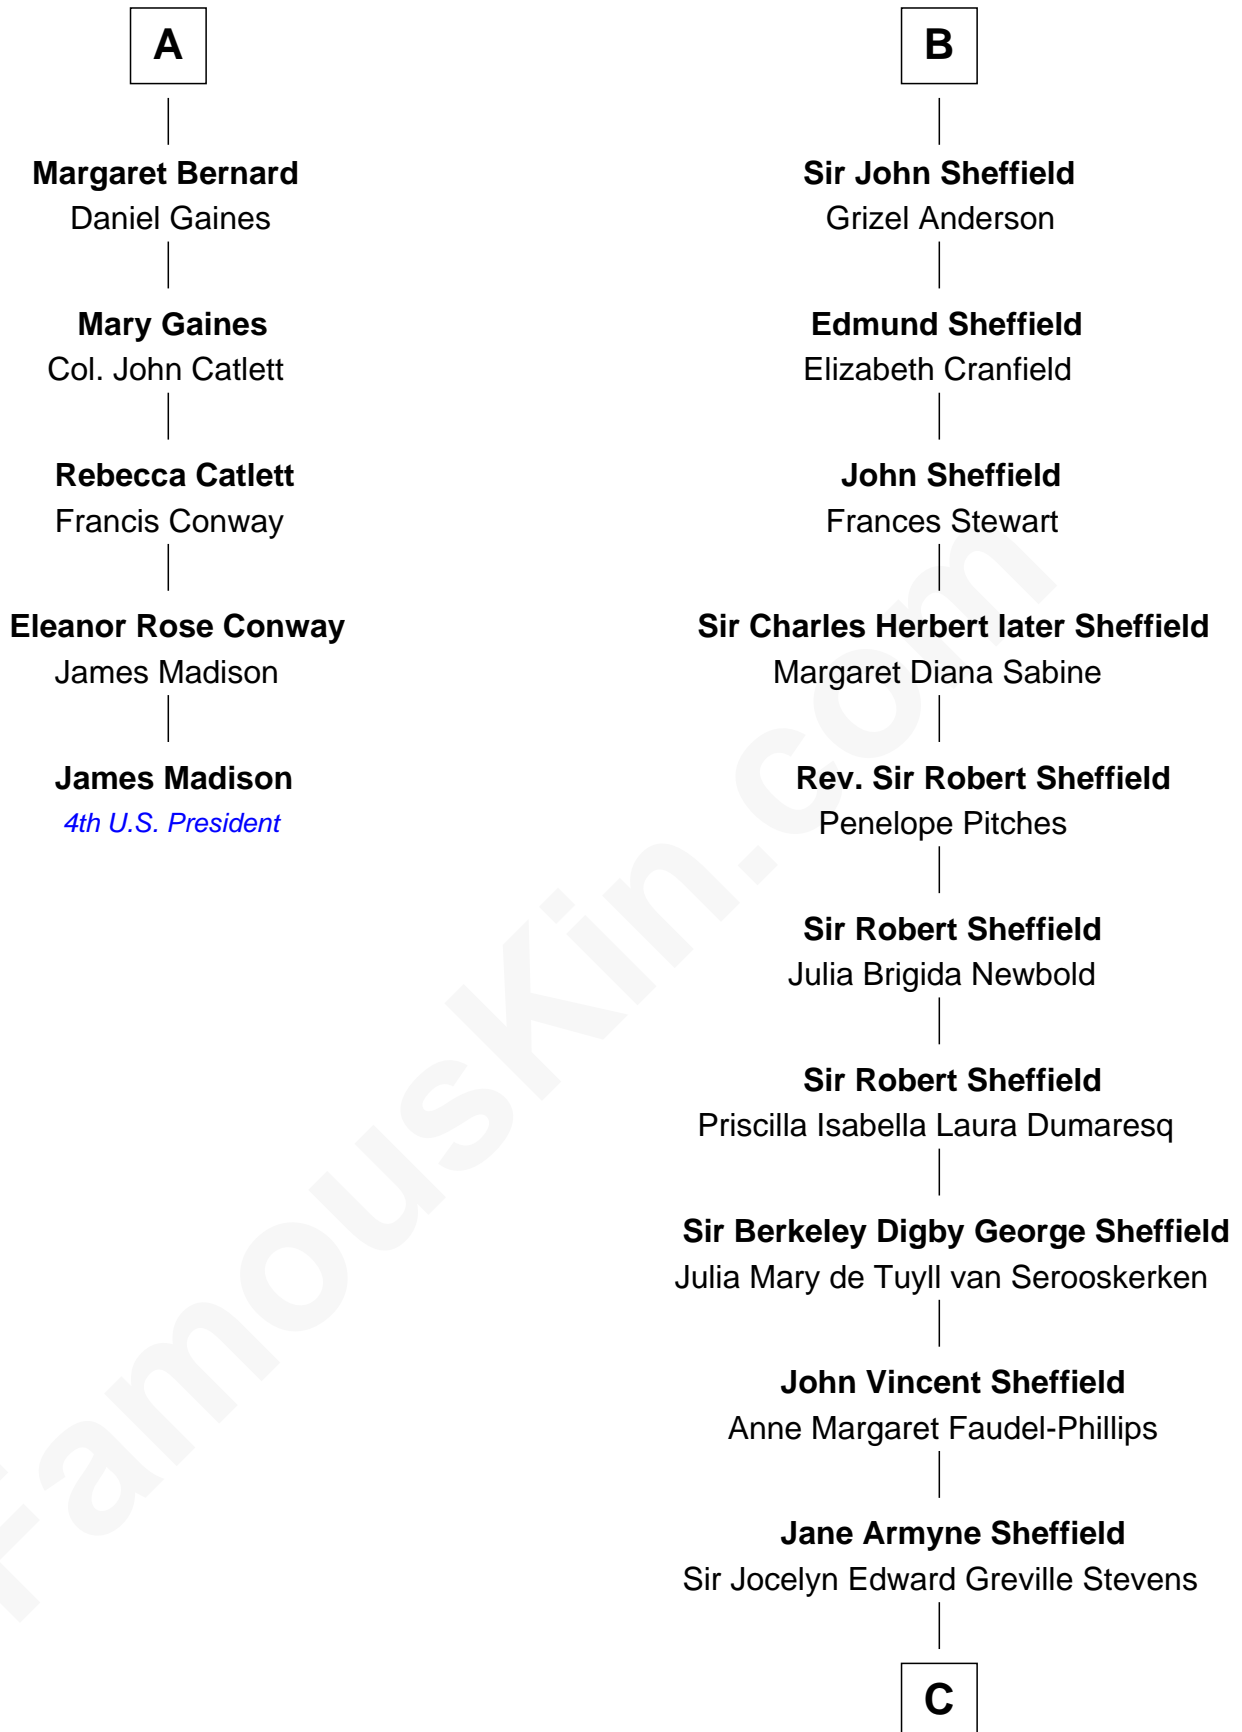 A
Margaret Bernard
Daniel Gaines
Mary Gaines
Col. John Catlett
Rebecca Catlett
Francis Conway
Eleanor Rose Conway
James Madison
James Madison
4th U.S. President
B
Sir John Sheffield
Grizel Anderson
Edmund Sheffield
Elizabeth Cranfield
John Sheffield
Frances Stewart
Sir Charles Herbert later Sheffield
Margaret Diana Sabine
Rev. Sir Robert Sheffield
Penelope Pitches
Sir Robert Sheffield
Julia Brigida Newbold
Sir Robert Sheffield
Priscilla Isabella Laura Dumaresq
Sir Berkeley Digby George Sheffield
Julia Mary de Tuyll van Serooskerken
John Vincent Sheffield
Anne Margaret Faudel-Phillips
Jane Armyne Sheffield
Sir Jocelyn Edward Greville Stevens
C
FamousKin.com